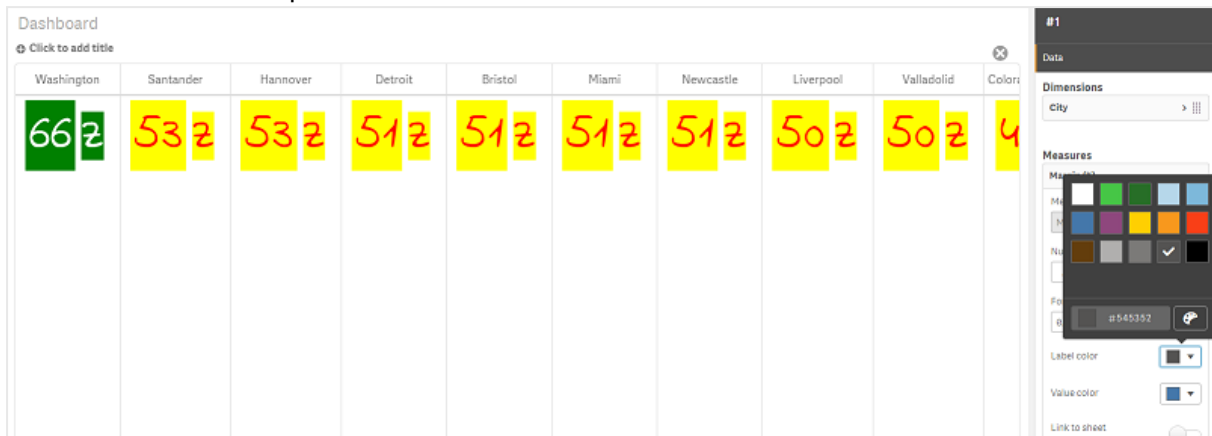 Dashboard
Click to add title
Washington Santander Hannover Detroit Bristol Miami Newcastle Liverpool Valladolid
66 z 53 z 53 z 51 z 51 z 51 z 51 z 50 z 50 z
#1
Data
Dimensions
City
Measures
#545352
Label color
Value color
Link to sheet